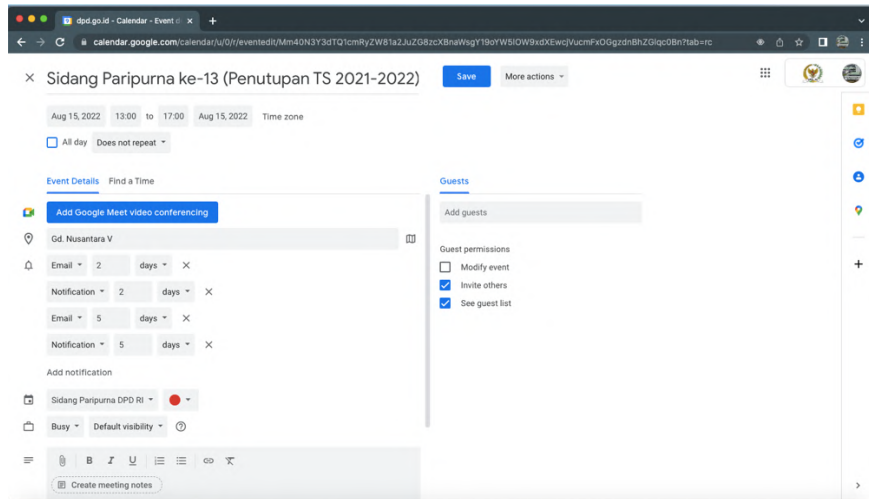 dpd.go.id - Calendar - Event d
calendar.google.com/calendar/u/0/r/eventedit/
Sidang Paripurna ke-13 (Penutupan TS 2021-2022)
Save
More actions
Aug 15, 2022 13:00 to 17:00 Aug 15, 2022 Time zone
All day Does not repeat
Event Details Find a Time
Guests
Add Google Meet video conferencing
Add guests
Gd. Nusantara V
Guest permissions
Email 2 days
Modify event
Notification 2 days
Invite others
Email 5 days
See guest list
Notification 5 days
Add notification
Sidang Paripurna DPD RI
Busy Default visibility
B I U
Create meeting notes